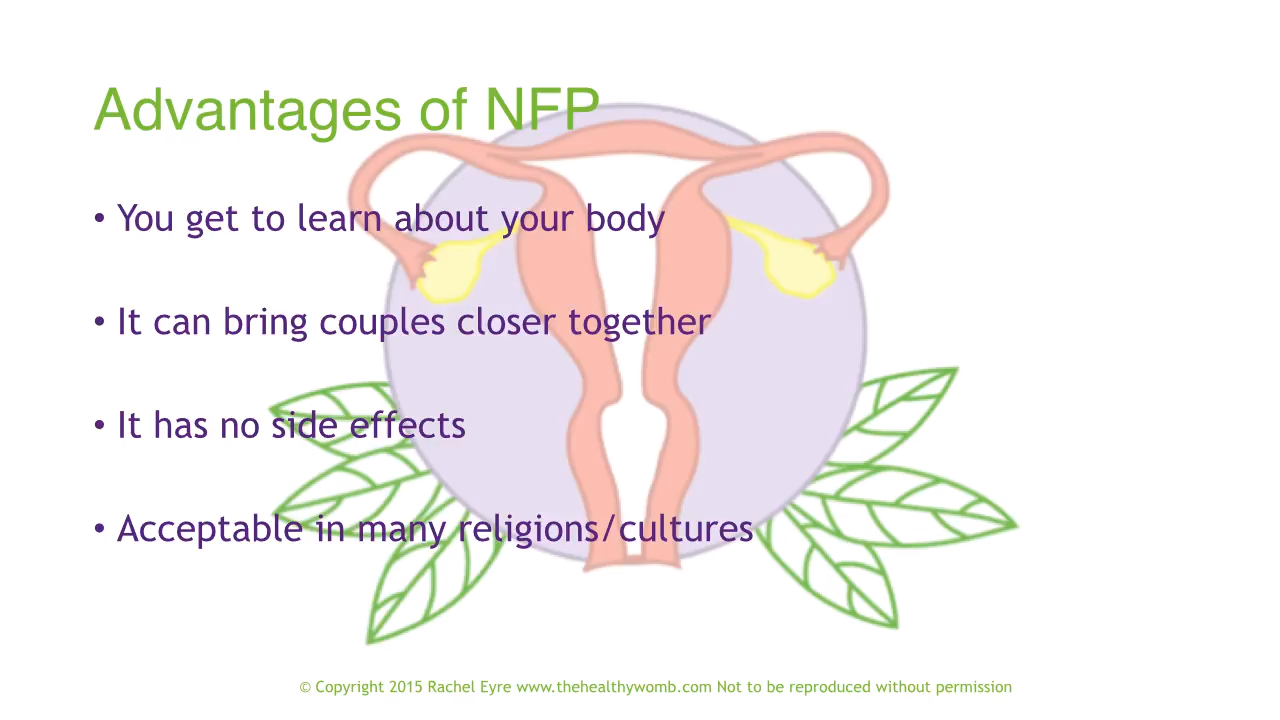 Advantages of NFP
• You get to learn about your body
• It can bring couples closer together
• It has no side effects
• Acceptable in many religions/cultures
© Copyright 2015 Rachel Eyre www.thehealthywomb.com Not to be reproduced without permission